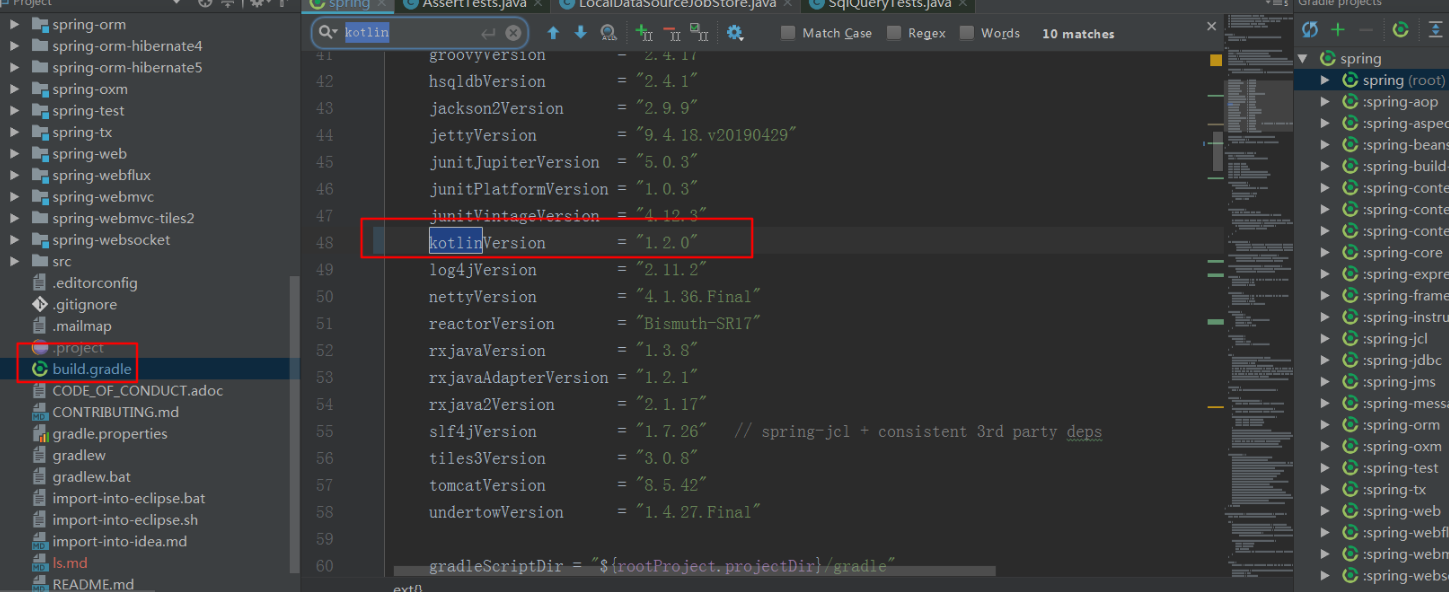 Project
spring-orm
spring-orm-hibernate4
spring-orm-hibernate5
spring-oxm
spring-test
spring-tx
spring-web
spring-webflux
spring-webmvc
spring-webmvc-tiles2
spring-websocket
src
.editorconfig
.gitignore
.mailmap
.project
build.gradle
CODE_OF_CONDUCT.adoc
CONTRIBUTING.md
gradle.properties
gradlew
gradlew.bat
import-into-eclipse.bat
import-into-eclipse.sh
import-into-idea.md
ls.md
README.md
spring AssertTests.java LocalDataSourceJobStore.java SqlQueryTests.java
kotlin Match Case Regex Words 10 matches
41 groovyVersion = "2.4.17"
42 hsqldbVersion = "2.4.1"
43 jackson2Version = "2.9.9"
44 jettyVersion = "9.4.18.v20190429"
45 junitJupiterVersion = "5.0.3"
46 junitPlatformVersion = "1.0.3"
47 junitVintageVersion = "4.12.3"
48 kotlinVersion = "1.2.0"
49 log4jVersion = "2.11.2"
50 nettyVersion = "4.1.36.Final"
51 reactorVersion = "Bismuth-SR17"
52 rxjavaVersion = "1.3.8"
53 rxjavaAdapterVersion = "1.2.1"
54 rxjava2Version = "2.1.17"
55 slf4jVersion = "1.7.26" // spring-jcl + consistent 3rd party deps
56 tiles3Version = "3.0.8"
57 tomcatVersion = "8.5.42"
58 undertowVersion = "1.4.27.Final"
59
60 gradleScriptDir = "${rootProject.projectDir}/gradle"
ext{}
Gradle projects
spring
spring (root)
:spring-aop
:spring-aspec
:spring-beans
:spring-build-
:spring-conte
:spring-conte
:spring-conte
:spring-core
:spring-expre
:spring-frame
:spring-instru
:spring-jcl
:spring-jdbc
:spring-jms
:spring-messa
:spring-orm
:spring-oxm
:spring-test
:spring-tx
:spring-web
:spring-webfl
:spring-webm
:spring-webso